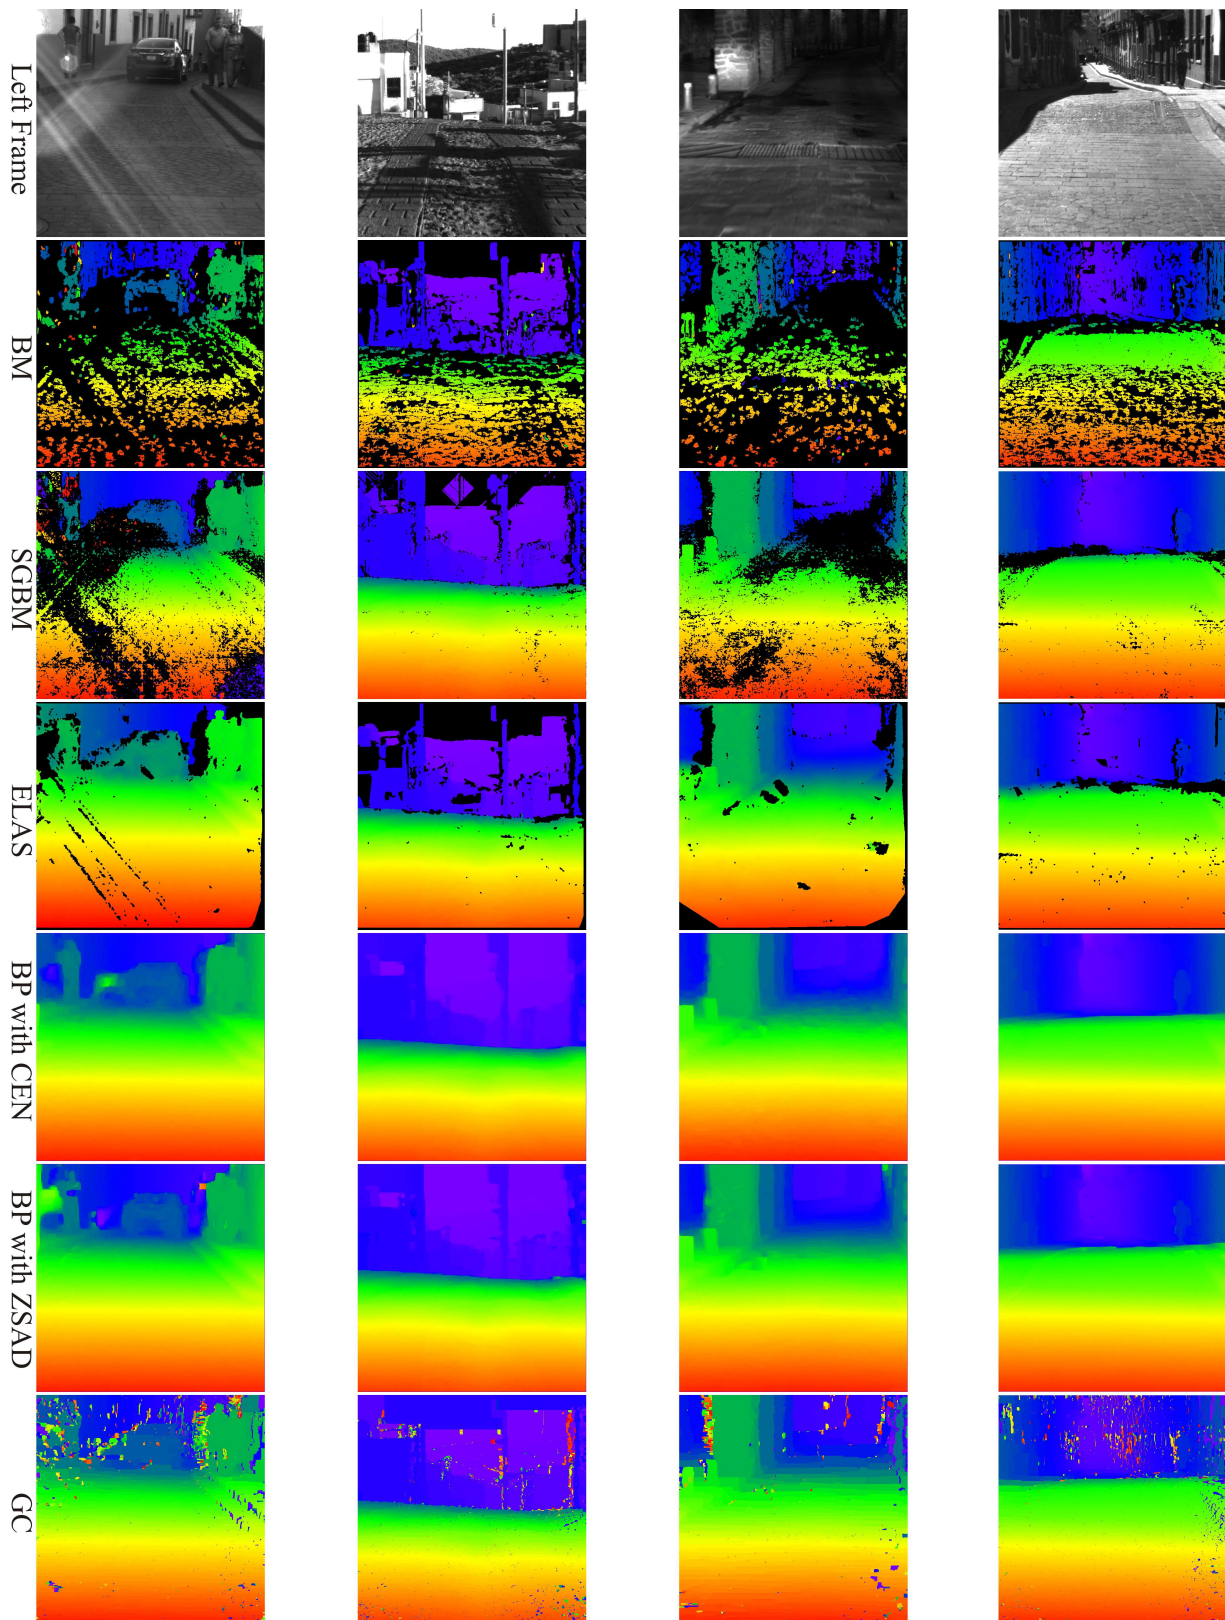 Left Frame
BM
SGBM
ELAS
BP with CEN
BP with ZSAD
GC